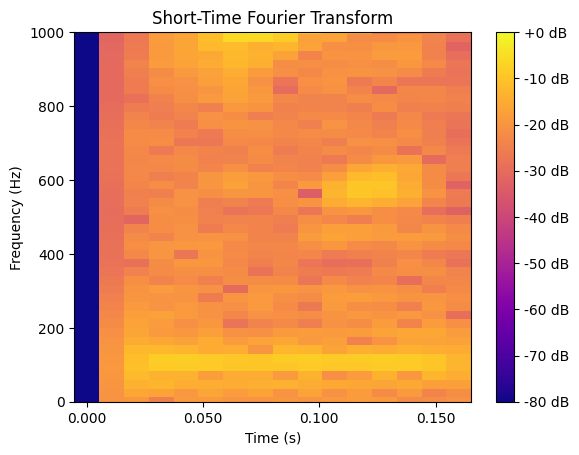 Short-Time Fourier Transform
1000
800
600
400
200
0
Frequency (Hz)
0.000
0.050
0.100
0.150
Time (s)
+0 dB
-10 dB
-20 dB
-30 dB
-40 dB
-50 dB
-60 dB
-70 dB
-80 dB